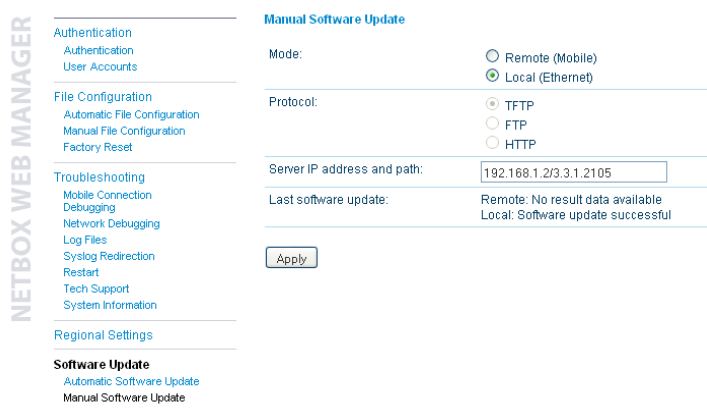 NETBOX WEB MANAGER
Authentication
Authentication
User Accounts
File Configuration
Automatic File Configuration
Manual File Configuration
Factory Reset
Troubleshooting
Mobile Connection
Debugging
Network Debugging
Log Files
Syslog Redirection
Restart
Tech Support
System Information
Regional Settings
Software Update
Automatic Software Update
Manual Software Update
Manual Software Update
Mode:
Remote (Mobile)
Local (Ethernet)
Protocol:
TFTP
FTP
HTTP
Server IP address and path:
192.168.1.2/3.3.1.2105
Last software update:
Remote: No result data available
Local: Software update successful
Apply